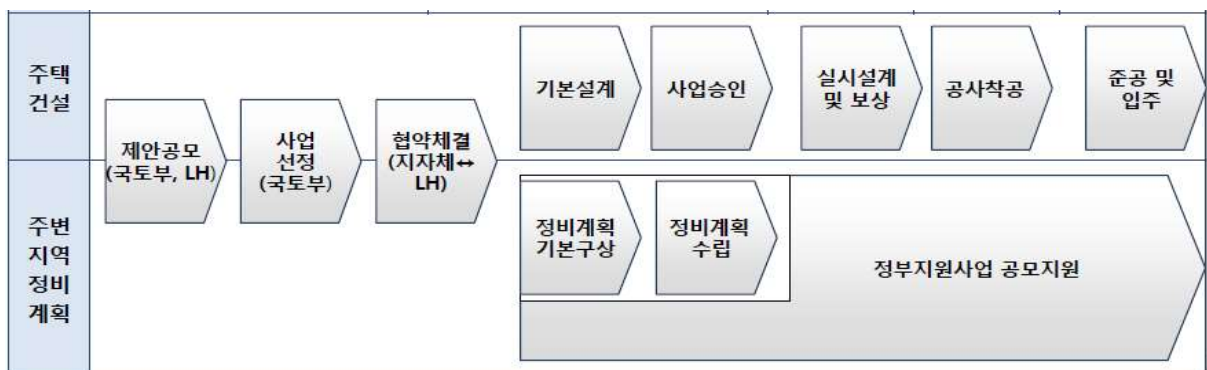 주택
건설
제안공모
(국토부, LH)
사업
선정
(국토부)
협약체결
(지자체↔
LH)
기본설계
사업승인
실시설계
및 보상
공사착공
준공 및
입주
주변
지역
정비
계획
정비계획
기본구상
정비계획
수립
정부지원사업 공모지원